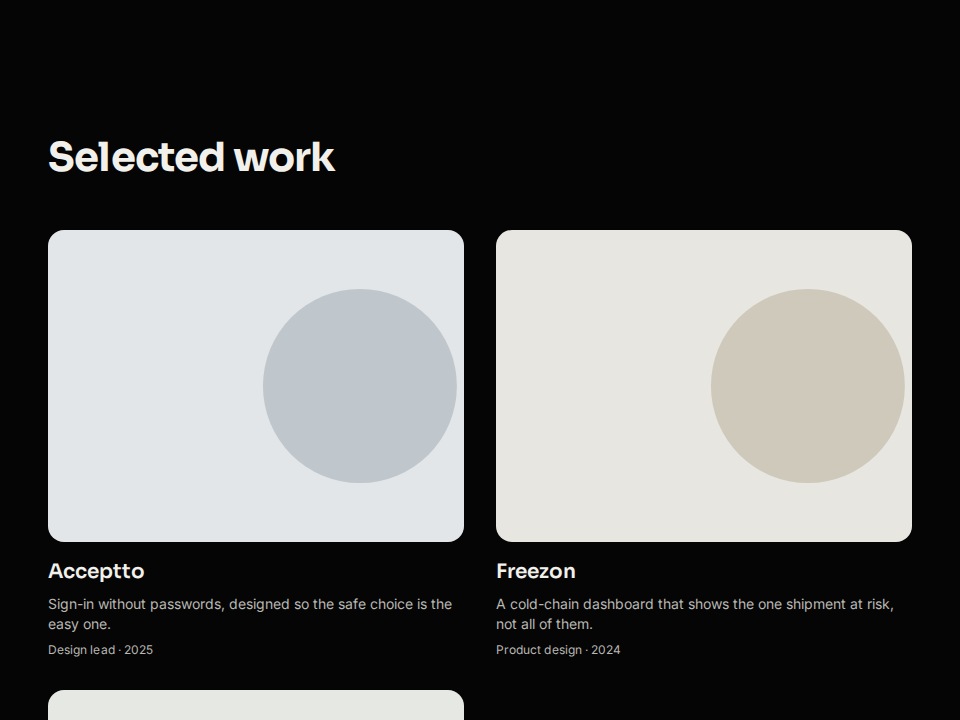 Selected work
Acceptto
Sign-in without passwords, designed so the safe choice is the
easy one.
Design lead · 2025
Freezon
A cold-chain dashboard that shows the one shipment at risk,
not all of them.
Product design · 2024